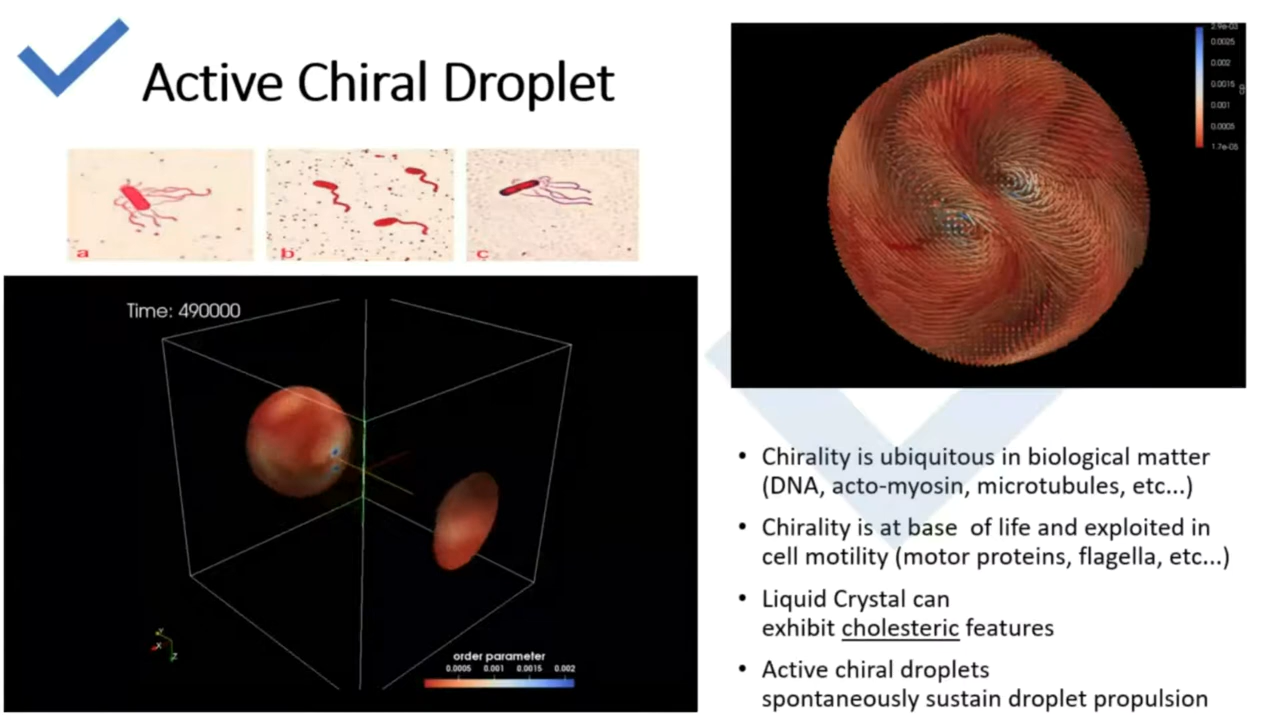 Active Chiral Droplet
a
b
c
2.9e-03
0.0025
0.002
0.0015
0.001
0.0005
1.7e-05
Time: 490000
order parameter
0.0005 0.001 0.0015 0.002
• Chirality is ubiquitous in biological matter
(DNA, acto-myosin, microtubules, etc...)
• Chirality is at base of life and exploited in
cell motility (motor proteins, flagella, etc...)
• Liquid Crystal can
exhibit cholesteric features
• Active chiral droplets
spontaneously sustain droplet propulsion